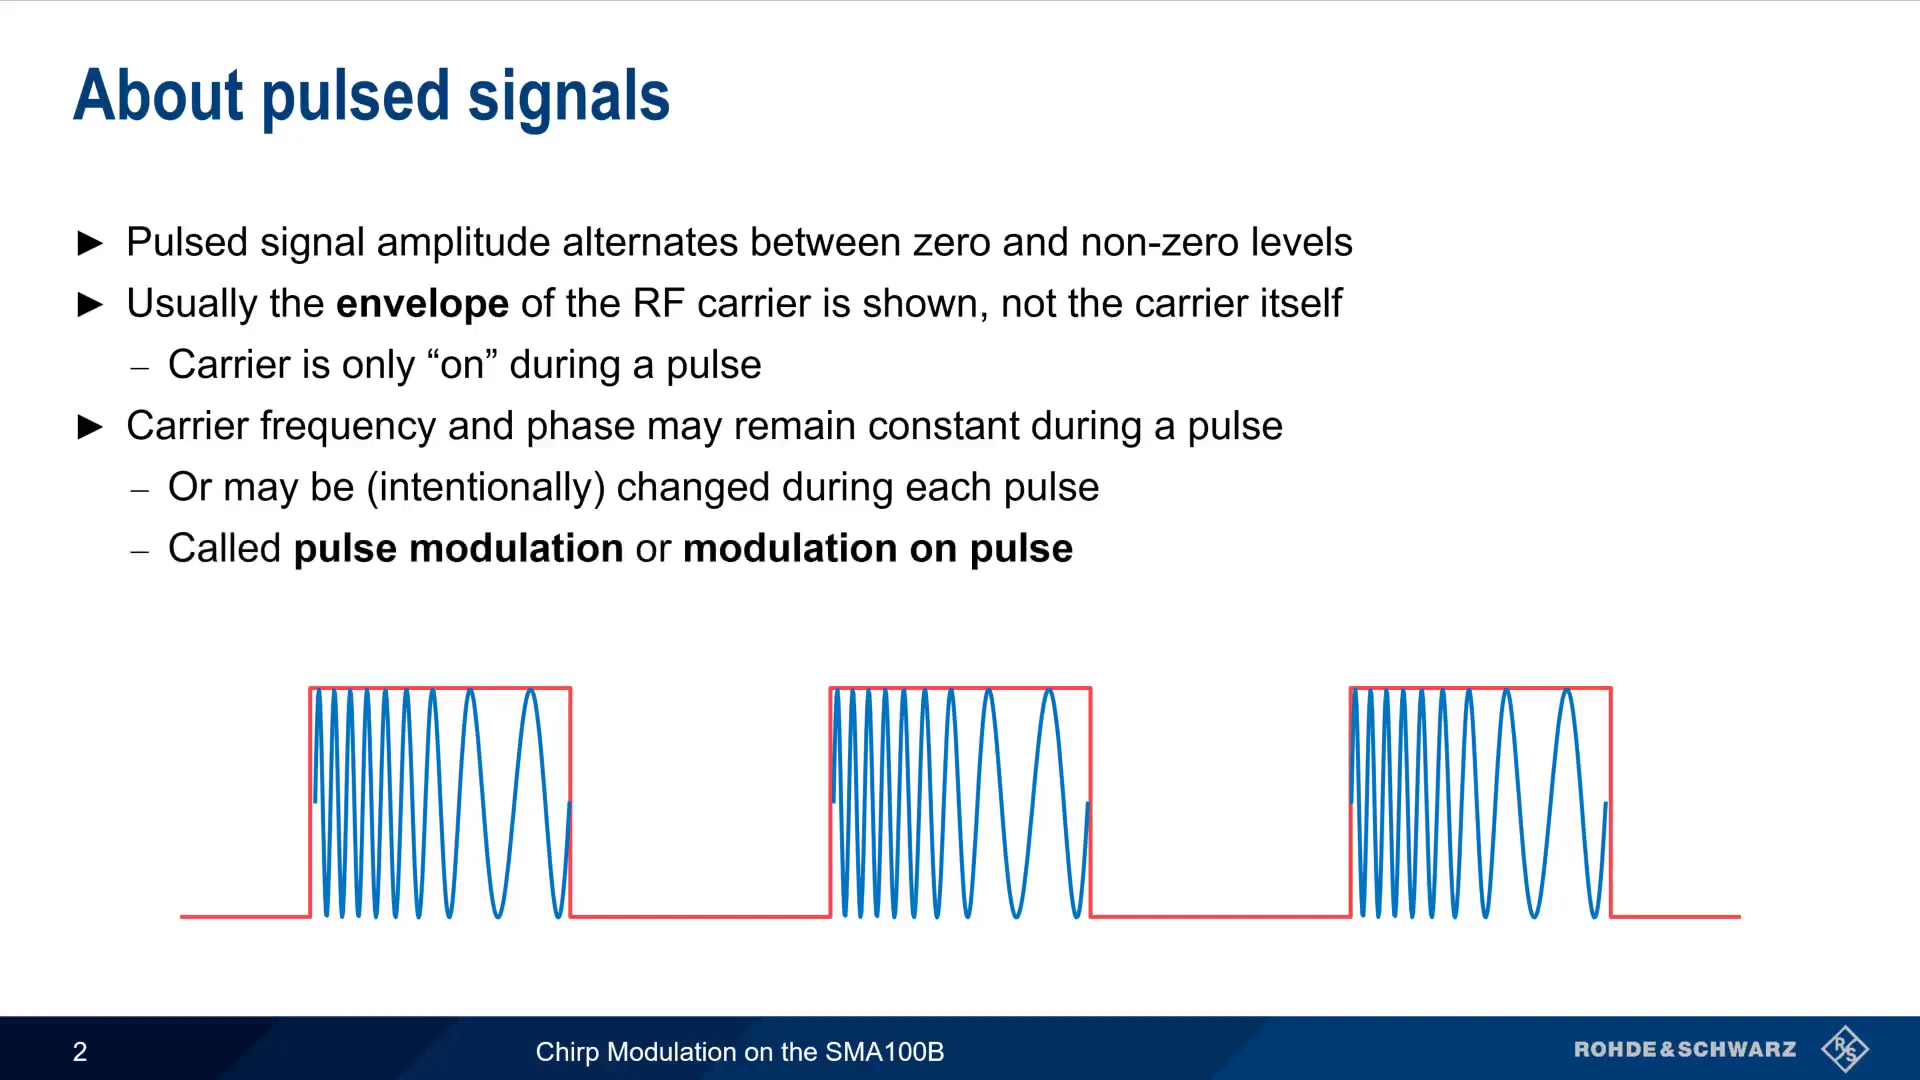 About pulsed signals
► Pulsed signal amplitude alternates between zero and non-zero levels
► Usually the envelope of the RF carrier is shown, not the carrier itself
– Carrier is only “on” during a pulse
► Carrier frequency and phase may remain constant during a pulse
– Or may be (intentionally) changed during each pulse
– Called pulse modulation or modulation on pulse
2
Chirp Modulation on the SMA100B
ROHDE&SCHWARZ
R&S